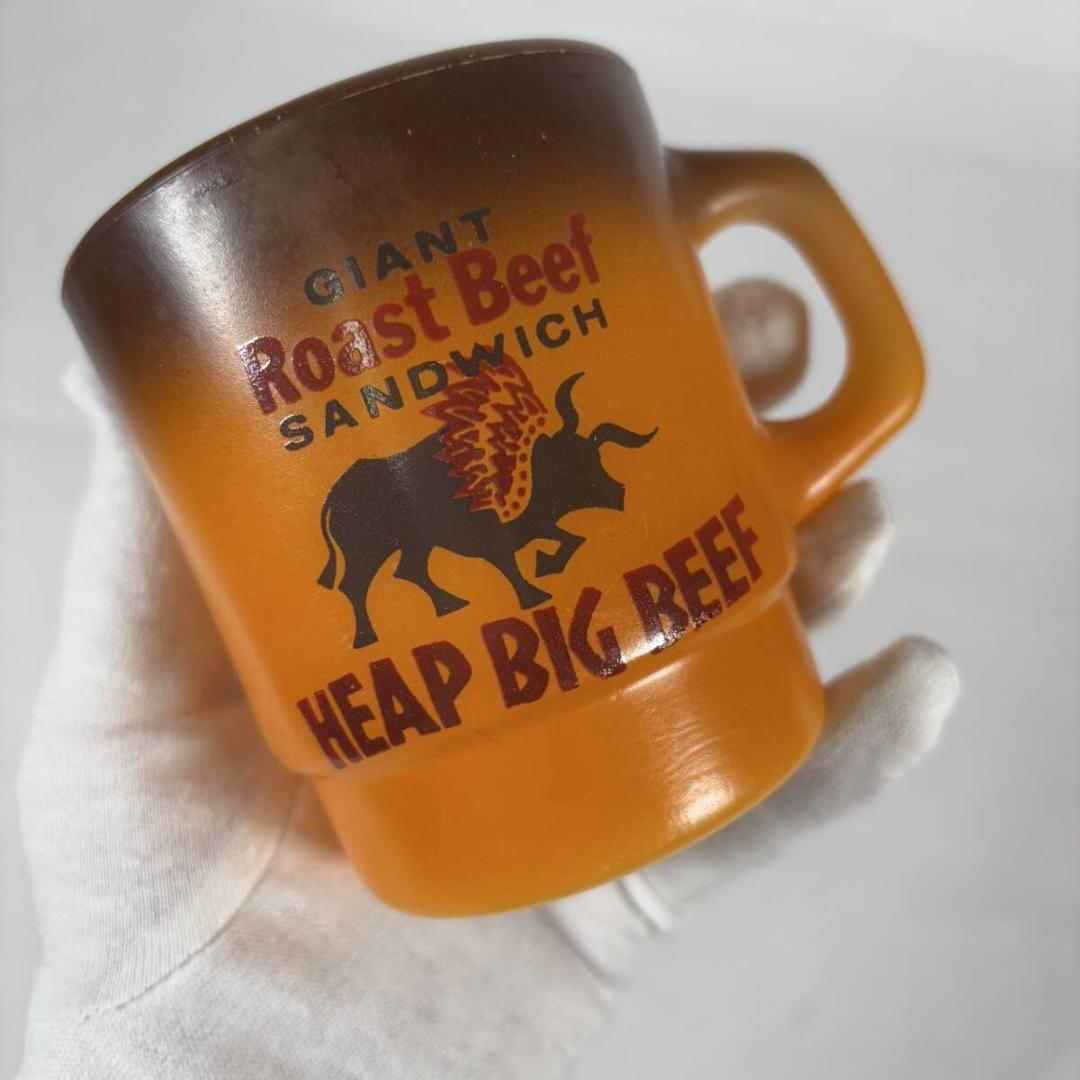 GIANT
Roast Beef
SANDWICH
HEAP BIG BEEF